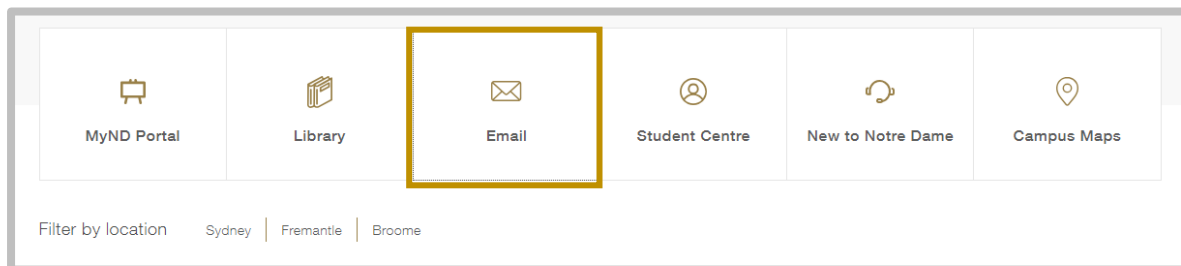 MyND Portal Library Email Student Centre New to Notre Dame Campus Maps
Filter by location Sydney Fremantle Broome